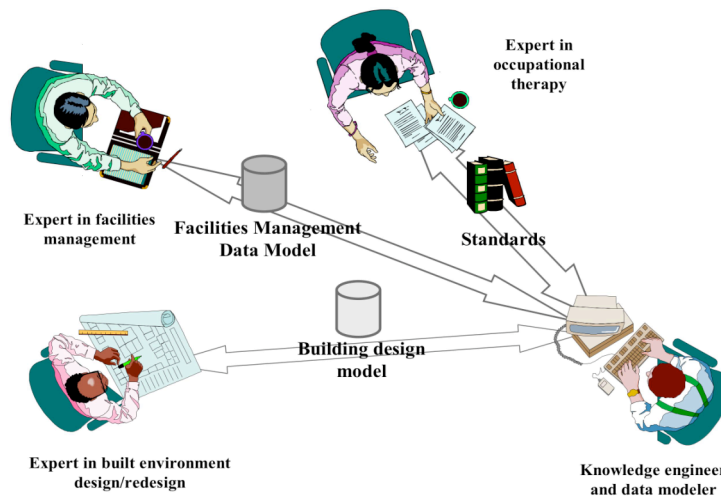 Expert in
occupational
therapy
Expert in facilities
management
Facilities Management
Data Model
Standards
Building design
model
Expert in built environment
design/redesign
Knowledge engineer
and data modeler